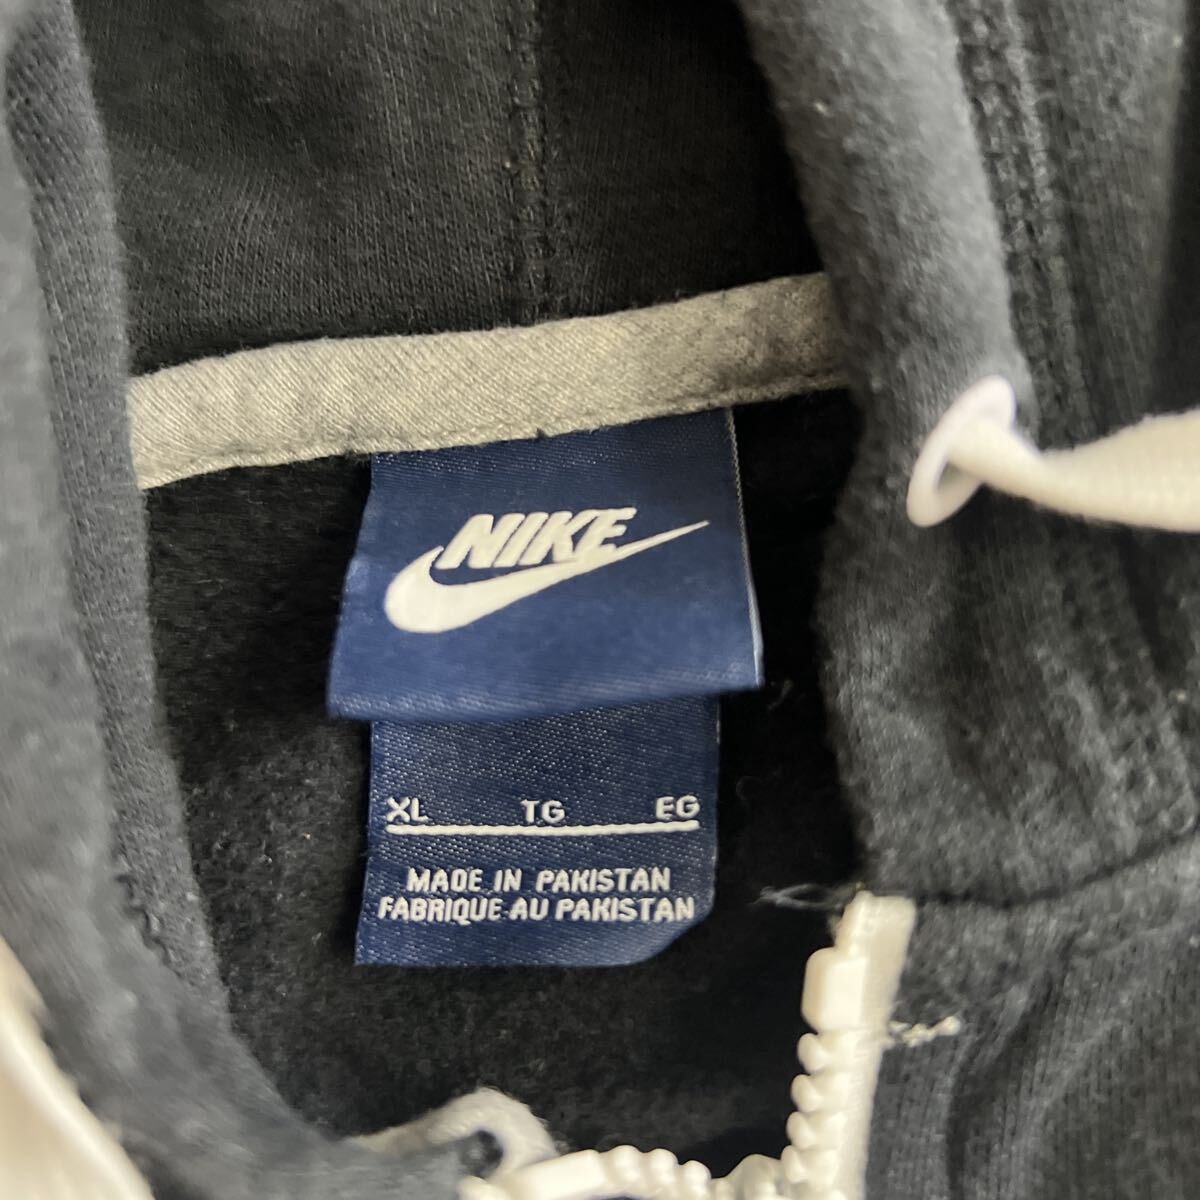 NIKE
XL TG EG
MADE IN PAKISTAN
FABRIQUE AU PAKISTAN